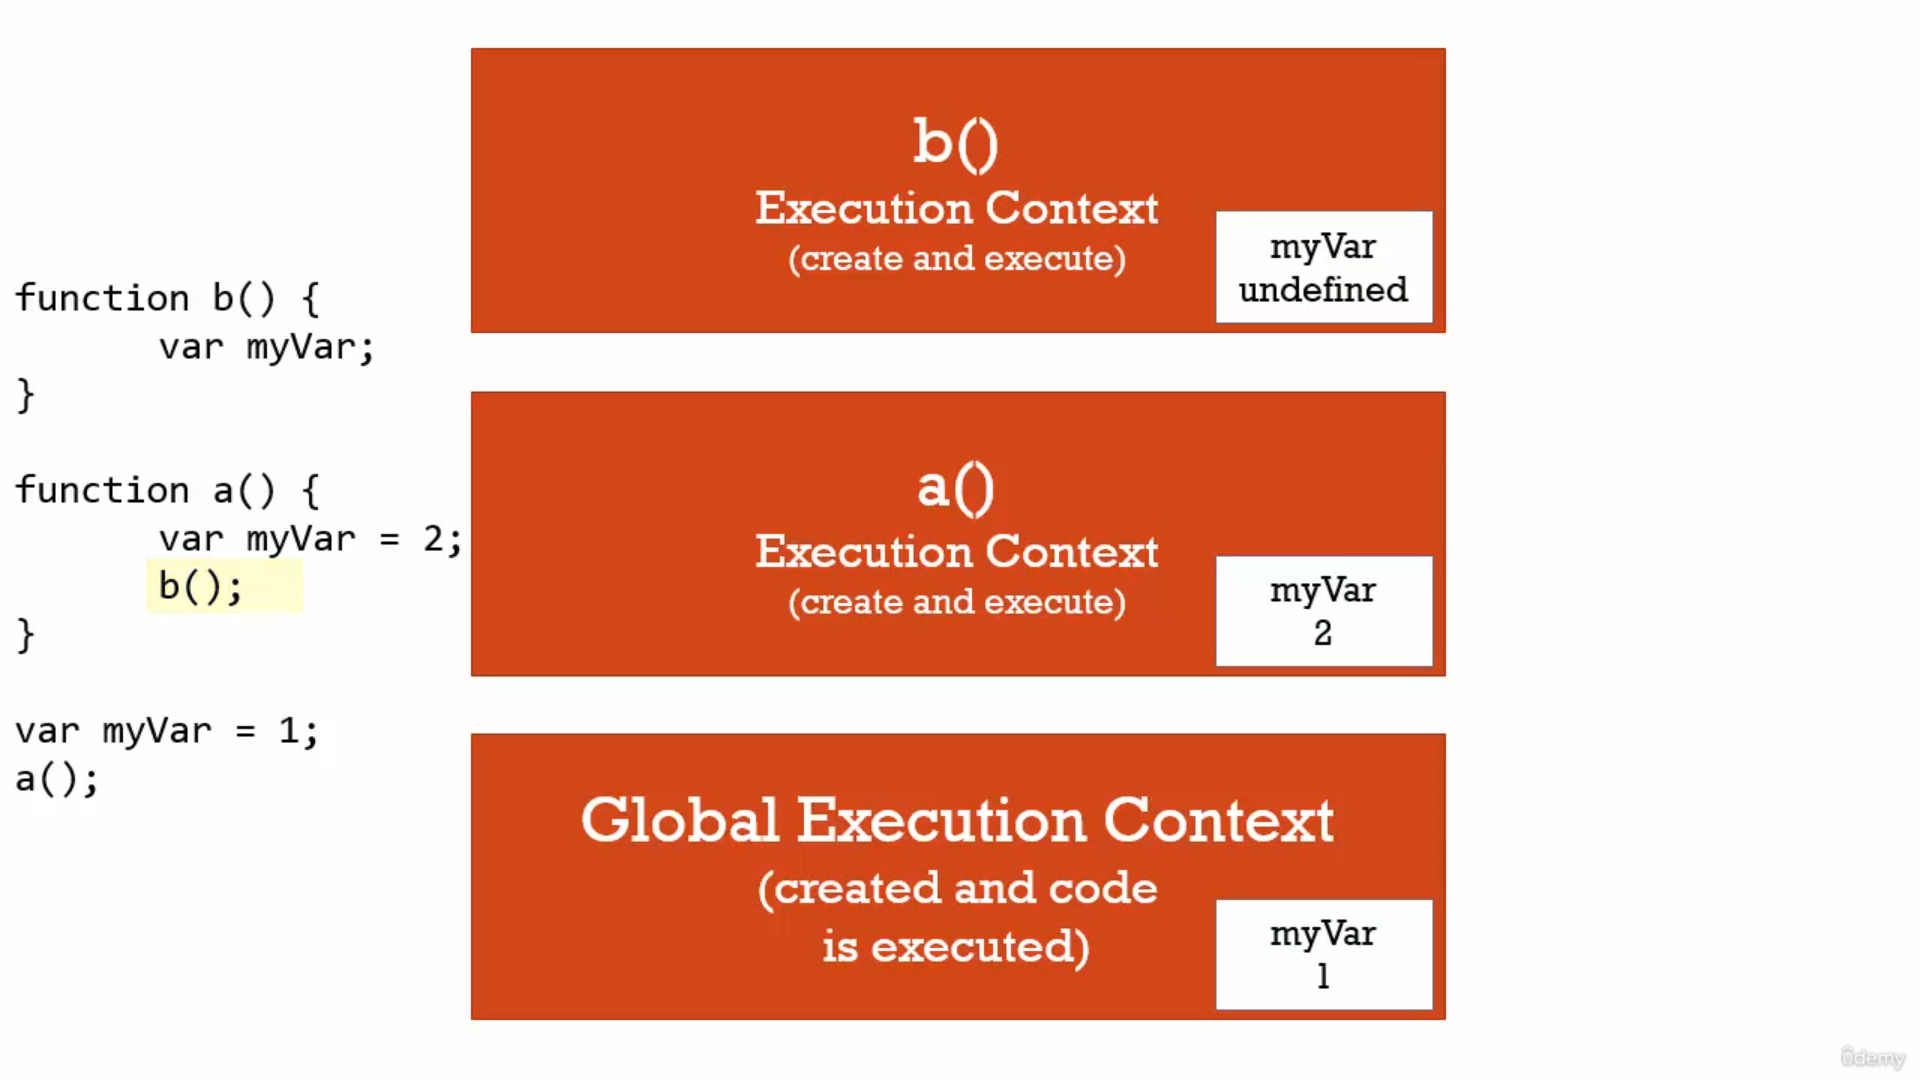 function b() {
var myVar;
}
function a() {
var myVar = 2;
b();
}
var myVar = 1;
a();
b()
Execution Context
(create and execute)
myVar
undefined
a()
Execution Context
(create and execute)
myVar
2
Global Execution Context
(created and code
is executed)
myVar
1
ûdemy